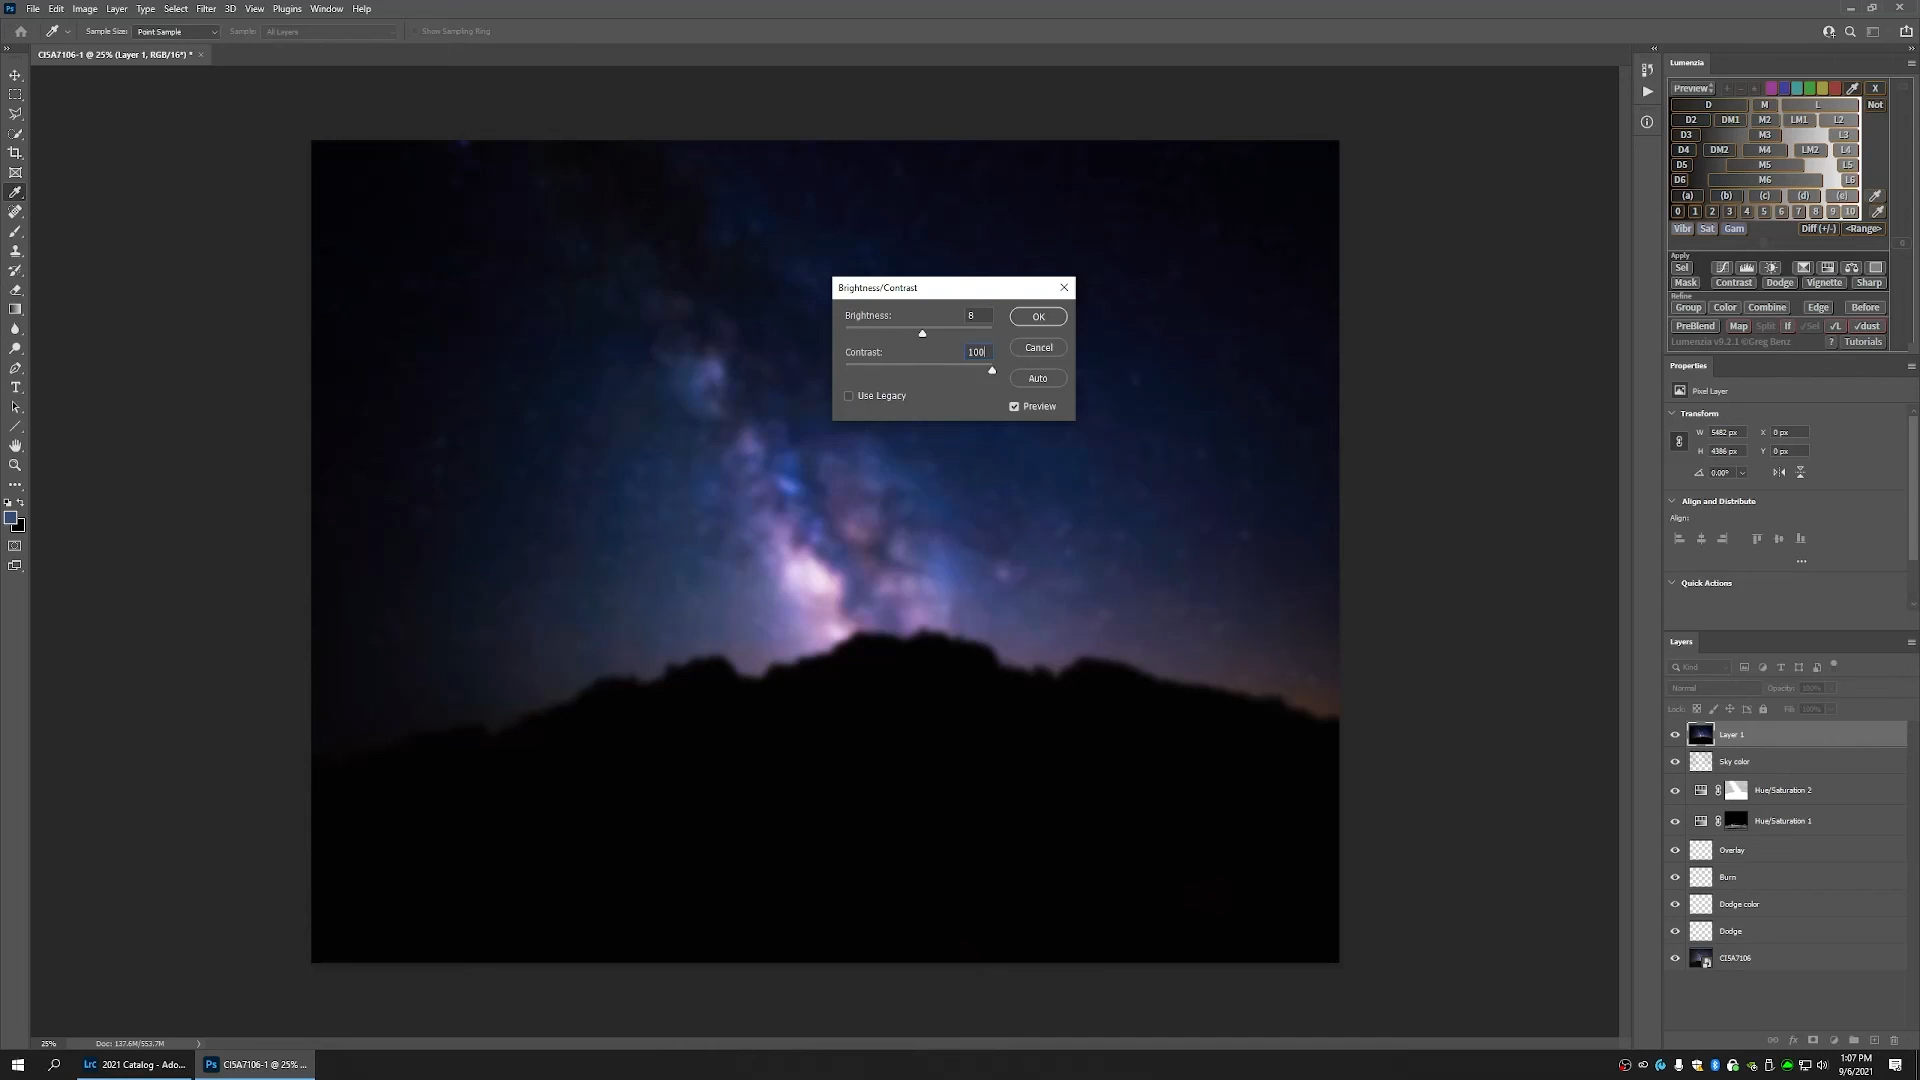 Ps File Edit Image Layer Type Select Filter 3D View Plugins Window Help
Sample Size: Point Sample Sample: All Layers Show Sampling Ring
CI5A7106-1 @ 25% (Layer 1, RGB/16*) *
Brightness/Contrast
Brightness: 8
OK
Contrast: 100
Cancel
Auto
Use Legacy
Preview
Lumenzia
Preview X
D M L Not
D2 DM1 M2 LM1 L2
D3 M3 L3
D4 DM2 M4 LM2 L4
D5 M5 L5
D6 M6 L6
(a) (b) (c) (d) (e)
0 1 2 3 4 5 6 7 8 9 10
Vibr Sat Gam Diff (+/-) <Range>
Apply
Sel
Mask Contrast Dodge Vignette Sharp
Refine
Group Color Combine Edge Before
PreBlend Map Split If ✓Sel ✓L ✓dust
Lumenzia v9.2.1 ©Greg Benz ? Tutorials
Properties
Pixel Layer
Transform
W 5482 px X 0 px
H 4386 px Y 0 px
0.00°
Align and Distribute
Align:
Quick Actions
Layers
Kind
Normal Opacity: 100%
Lock: Fill: 100%
Layer 1
Sky color
Hue/Saturation 2
Hue/Saturation 1
Overlay
Burn
Dodge color
Dodge
CI5A7106
25% Doc: 137.6M/553.7M
Lrc 2021 Catalog - Ado...
Ps CI5A7106-1 @ 25% ...
1:07 PM
9/6/2021